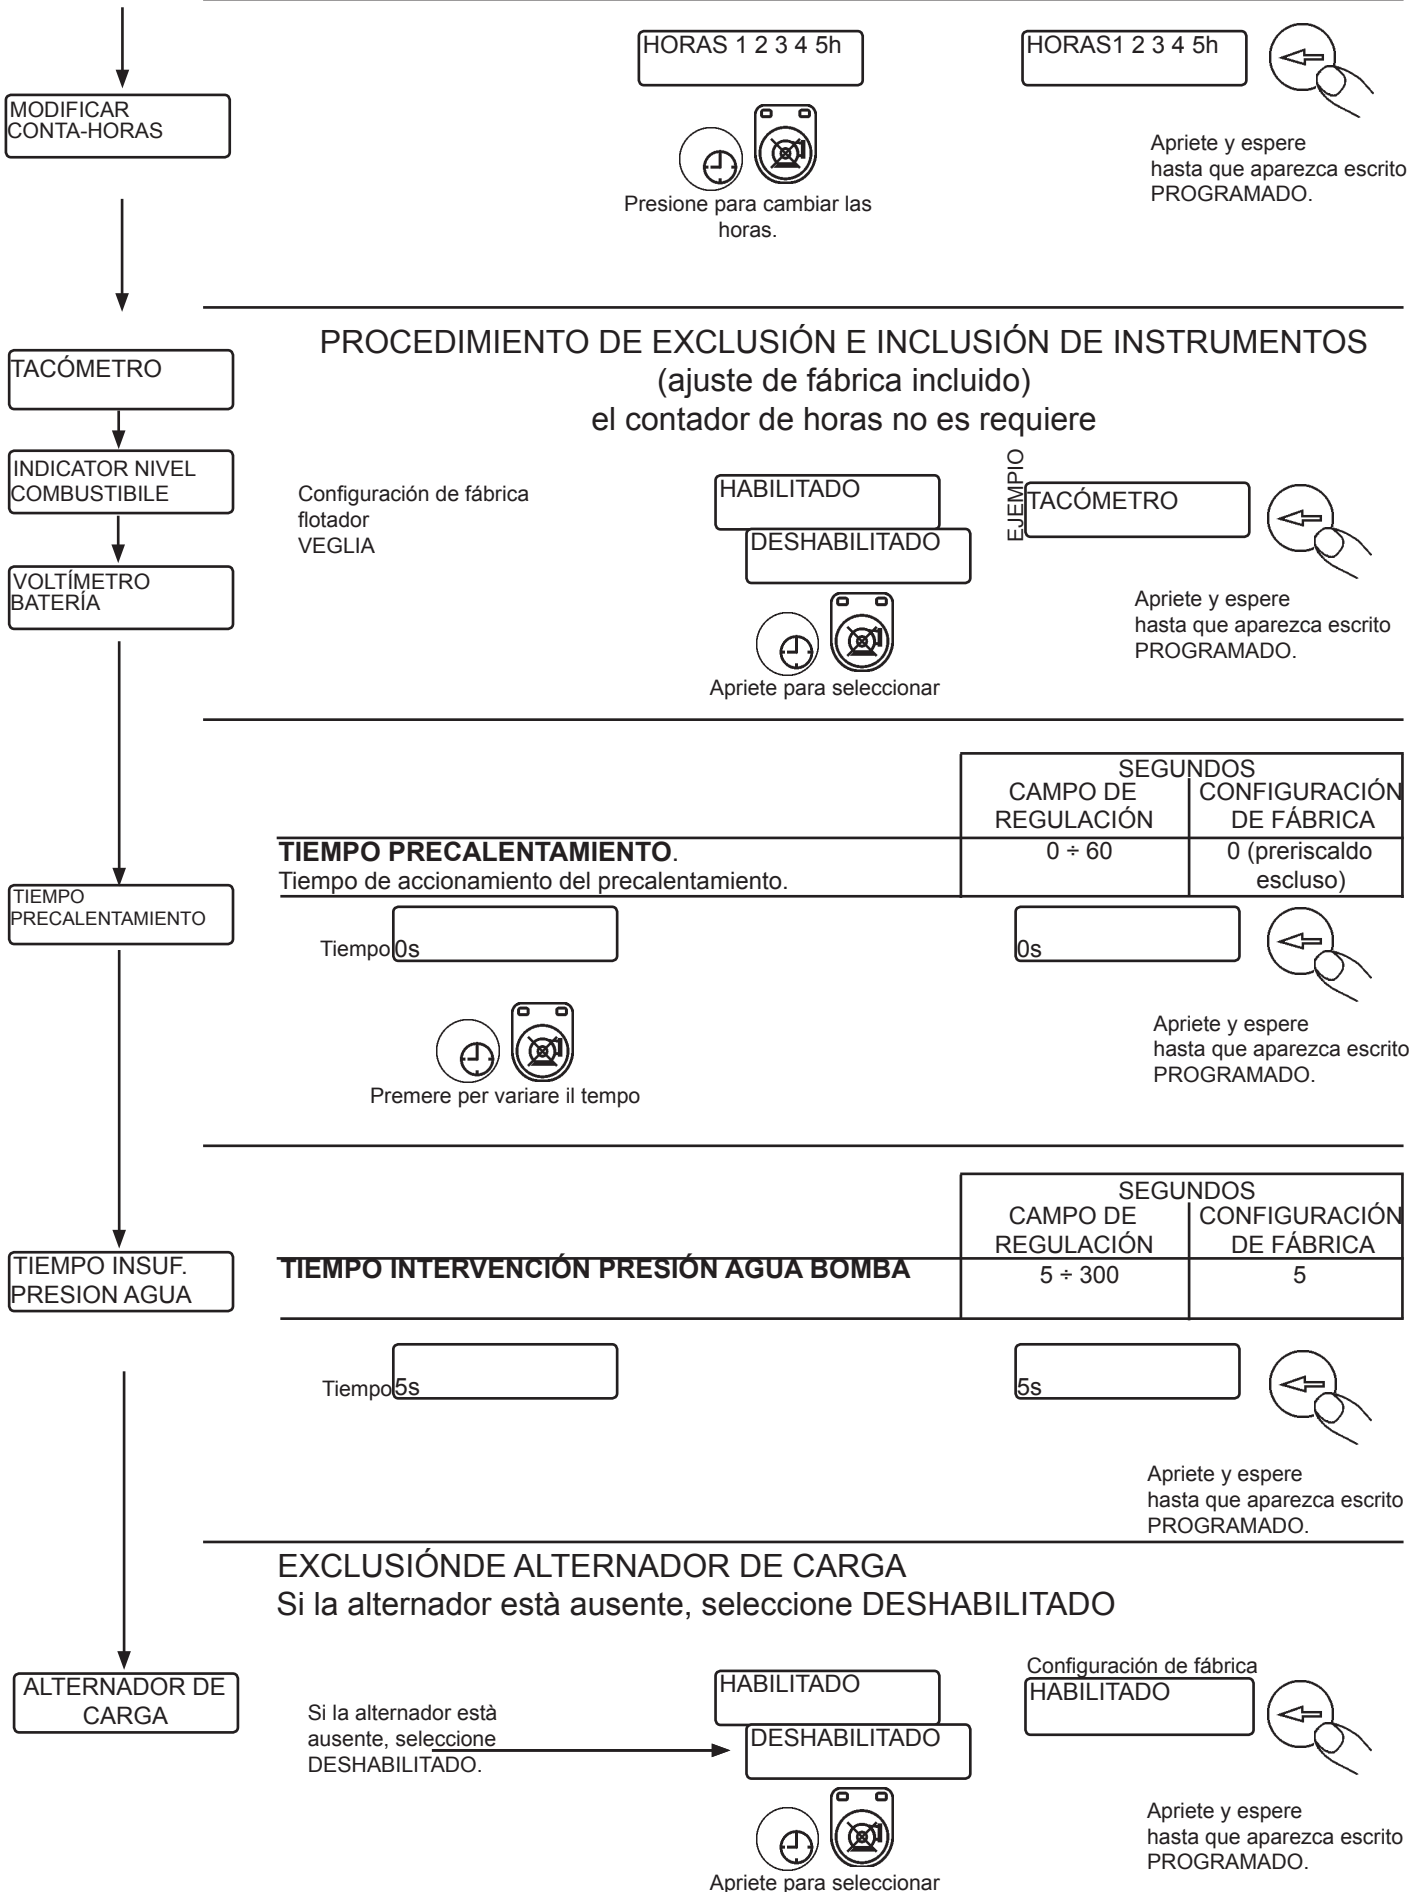 HORAS 1 2 3 4 5h
HORAS1 2 3 4 5h
MODIFICAR
CONTA-HORAS
Presione para cambiar las
horas.
Apriete y espere
hasta que aparezca escrito
PROGRAMADO.
PROCEDIMIENTO DE EXCLUSIÓN E INCLUSIÓN DE INSTRUMENTOS
(ajuste de fábrica incluido)
el contador de horas no es requiere
TACÓMETRO
INDICATOR NIVEL
COMBUSTIBILE
VOLTÍMETRO
BATERÍA
Configuración de fábrica
flotador
VEGLIA
HABILITADO
DESHABILITADO
Apriete para seleccionar
EJEMPIO
TACÓMETRO
Apriete y espere
hasta que aparezca escrito
PROGRAMADO.
SEGUNDOS
CAMPO DE
REGULACIÓN
CONFIGURACIÓN
DE FÁBRICA
TIEMPO PRECALENTAMIENTO.
Tiempo de accionamiento del precalentamiento.
0 ÷ 60
0 (preriscaldo
escluso)
TIEMPO
PRECALENTAMIENTO
Tiempo 0s
0s
Premere per variare il tempo
Apriete y espere
hasta que aparezca escrito
PROGRAMADO.
SEGUNDOS
CAMPO DE
REGULACIÓN
CONFIGURACIÓN
DE FÁBRICA
TIEMPO INSUF.
PRESION AGUA
TIEMPO INTERVENCIÓN PRESIÓN AGUA BOMBA
5 ÷ 300
5
Tiempo 5s
5s
Apriete y espere
hasta que aparezca escrito
PROGRAMADO.
EXCLUSIÓNDE ALTERNADOR DE CARGA
Si la alternador està ausente, seleccione DESHABILITADO
ALTERNADOR DE
CARGA
Si la alternador està
ausente, seleccione
DESHABILITADO.
HABILITADO
DESHABILITADO
Apriete para seleccionar
Configuración de fábrica
HABILITADO
Apriete y espere
hasta que aparezca escrito
PROGRAMADO.